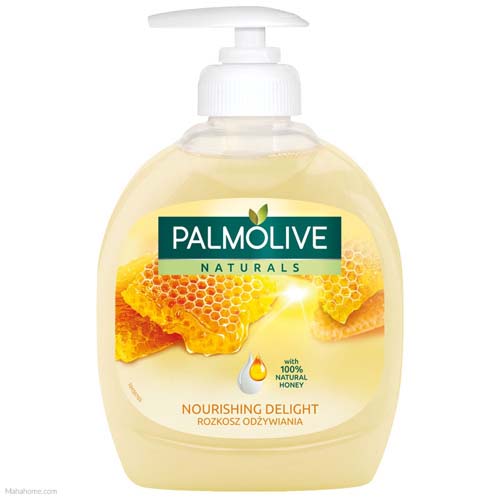 PALMOLIVE
NATURALS
with
100%
NATURAL
HONEY
NOURISHING DELIGHT
ROZKOSZ ODŻYWIANIA
Mahahome.com